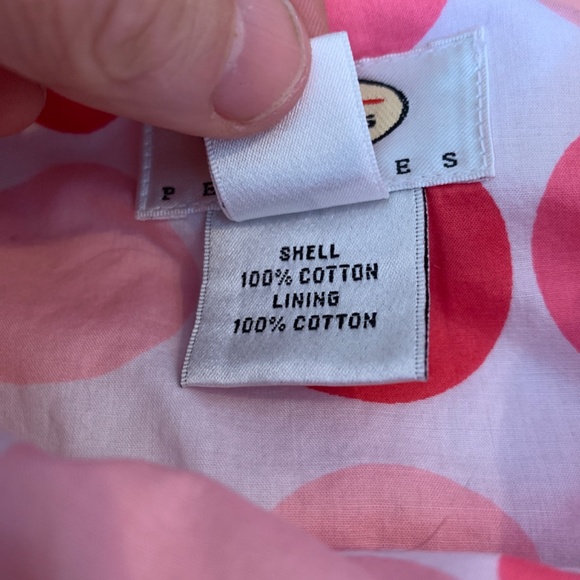 P E E S
SHELL
100% COTTON
LINING
100% COTTON